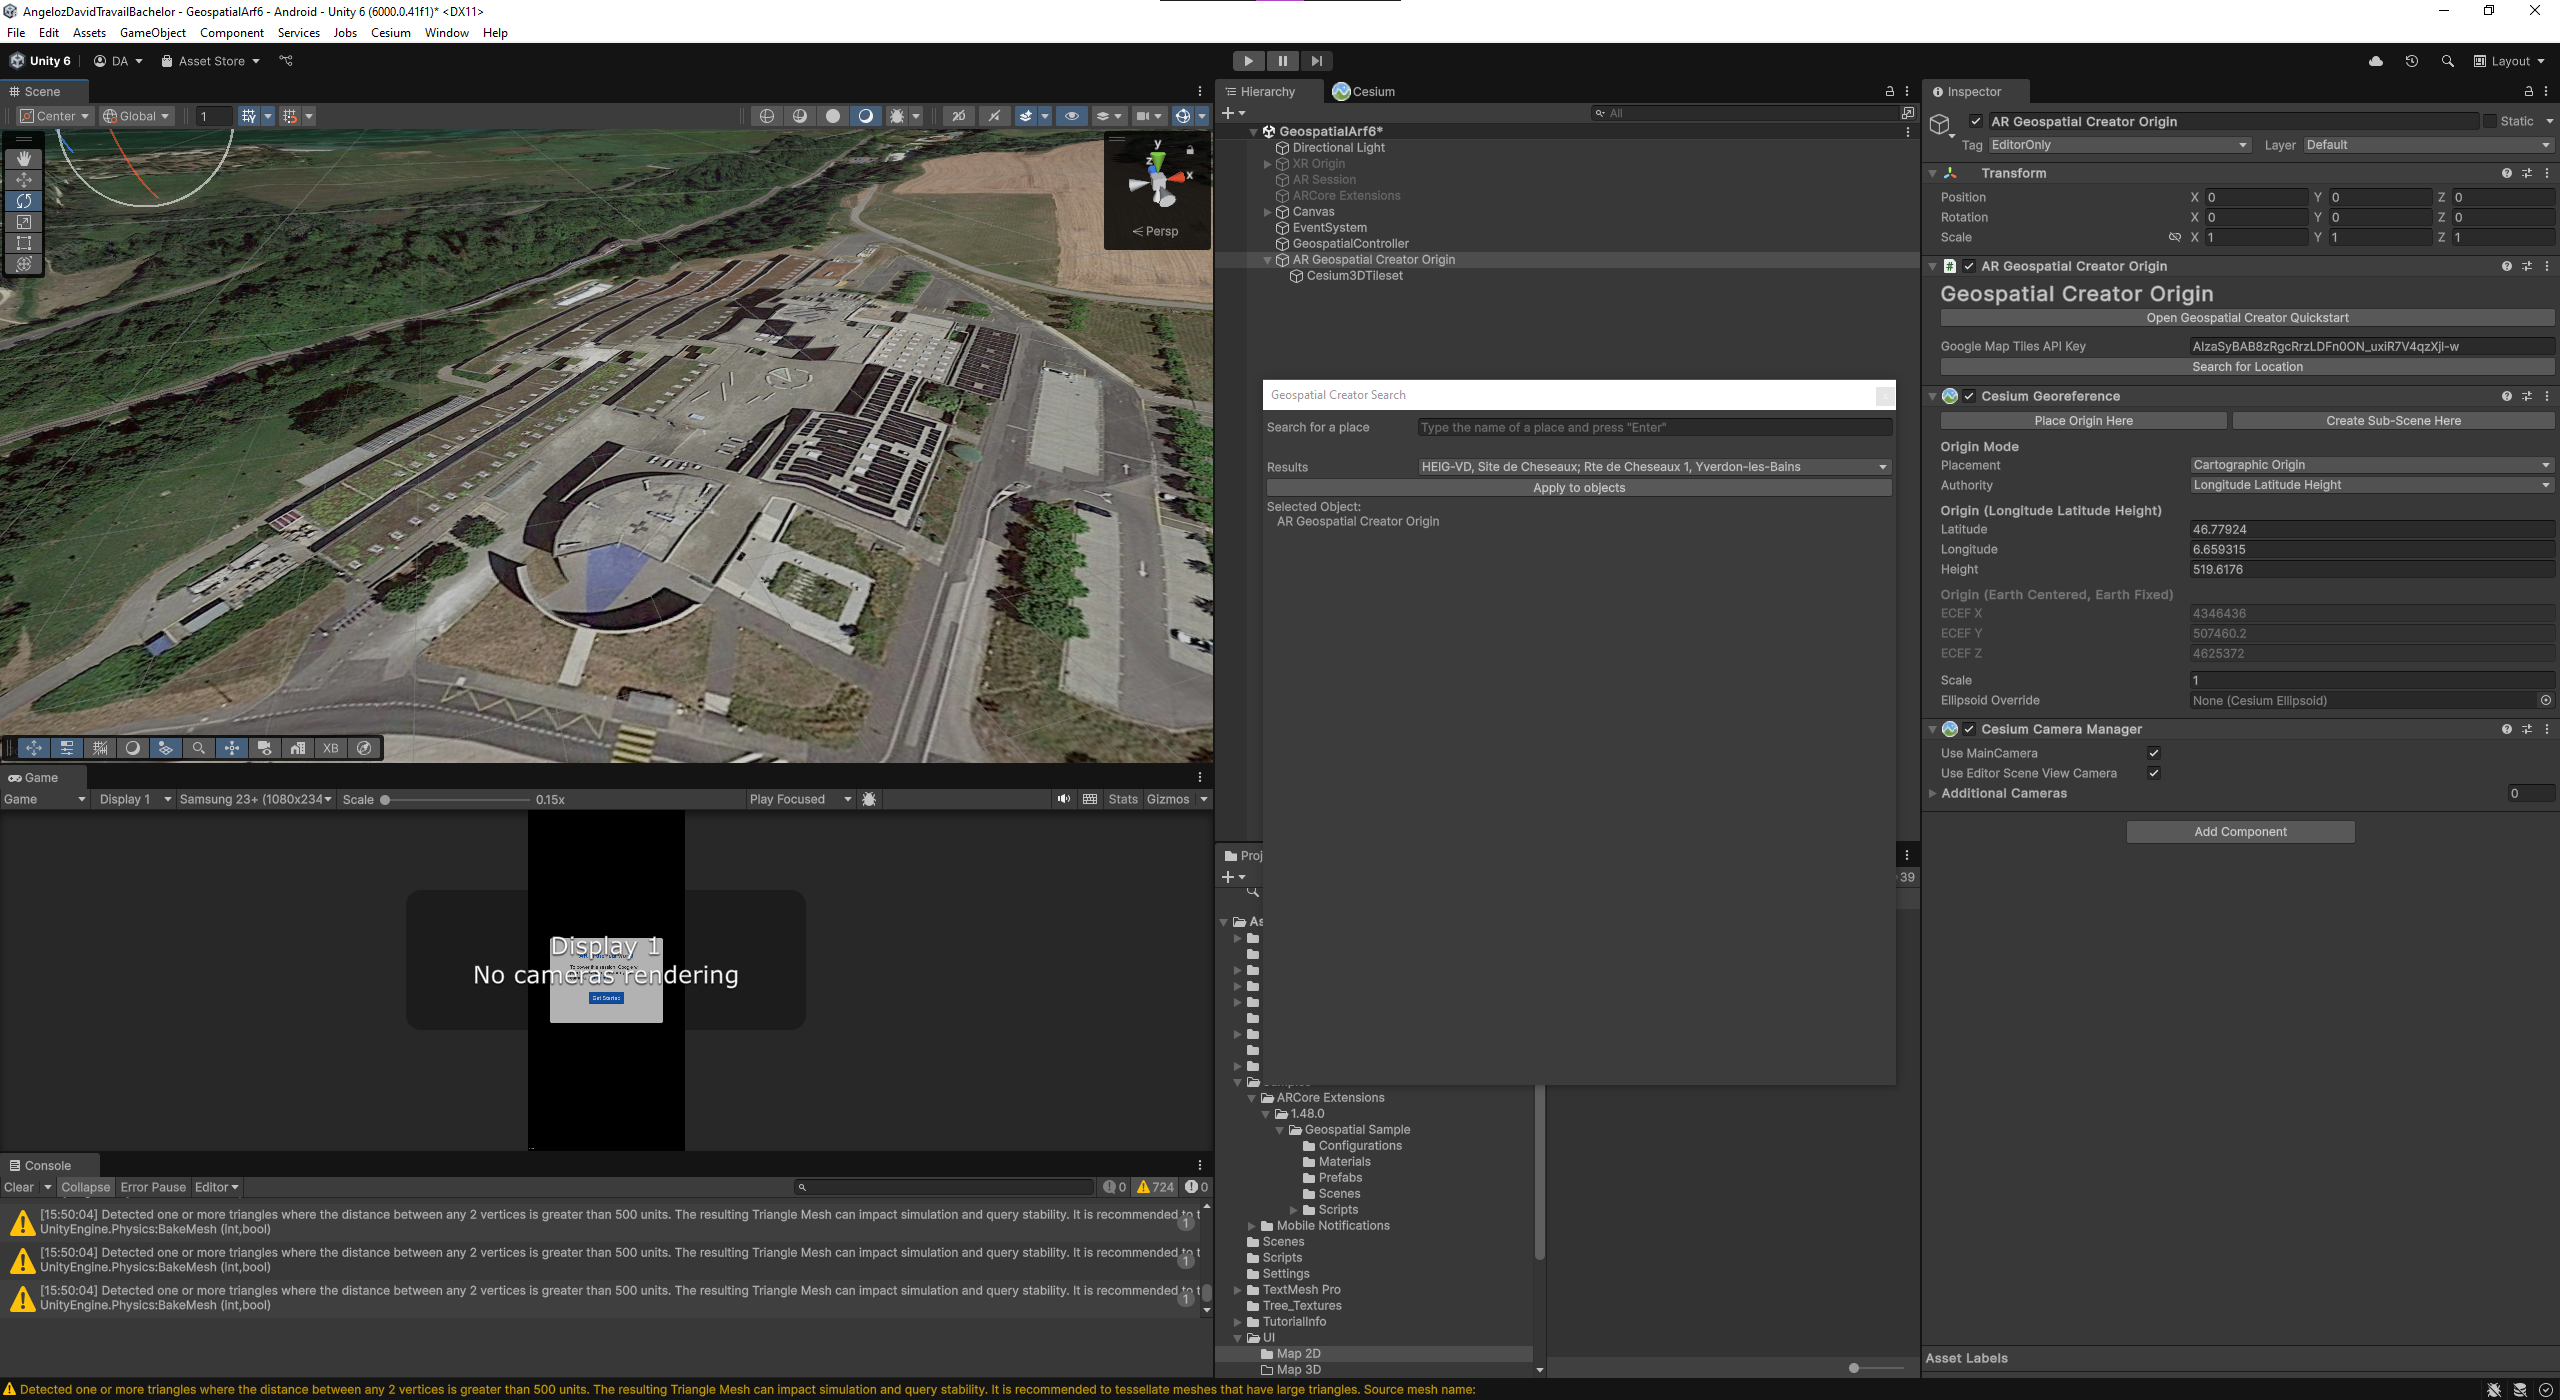 AngelozDavidTravailBachelor - GeospatialArf6 - Android - Unity 6 (6000.0.41f1)* <DX11>
File Edit Assets GameObject Component Services Jobs Cesium Window Help
Unity 6 DA Asset Store Layout
Scene
Center Global 1 2D
y
z
x
Persp
XB
Game
Game Display 1 Samsung 23+ (1080x234 Scale 0.15x Play Focused Stats Gizmos
Display 1
No cameras rendering
Get Started
Console
Clear Collapse Error Pause Editor 0 724 0
[15:50:04] Detected one or more triangles where the distance between any 2 vertices is greater than 500 units. The resulting Triangle Mesh can impact simulation and query stability. It is recommended to t
UnityEngine.Physics:BakeMesh (int,bool)
1
[15:50:04] Detected one or more triangles where the distance between any 2 vertices is greater than 500 units. The resulting Triangle Mesh can impact simulation and query stability. It is recommended to t
UnityEngine.Physics:BakeMesh (int,bool)
1
[15:50:04] Detected one or more triangles where the distance between any 2 vertices is greater than 500 units. The resulting Triangle Mesh can impact simulation and query stability. It is recommended to t
UnityEngine.Physics:BakeMesh (int,bool)
1
Hierarchy Cesium
All
GeospatialArf6*
Directional Light
XR Origin
AR Session
ARCore Extensions
Canvas
EventSystem
GeospatialController
AR Geospatial Creator Origin
Cesium3DTileset
Geospatial Creator Search
Search for a place Type the name of a place and press "Enter"
Results HEIG-VD, Site de Cheseaux; Rte de Cheseaux 1, Yverdon-les-Bains
Apply to objects
Selected Object:
AR Geospatial Creator Origin
Proj
39
As
ARCore Extensions
1.48.0
Geospatial Sample
Configurations
Materials
Prefabs
Scenes
Scripts
Mobile Notifications
Scenes
Scripts
Settings
TextMesh Pro
Tree_Textures
TutorialInfo
UI
Map 2D
Map 3D
Inspector
AR Geospatial Creator Origin Static
Tag EditorOnly Layer Default
Transform
Position X 0 Y 0 Z 0
Rotation X 0 Y 0 Z 0
Scale X 1 Y 1 Z 1
AR Geospatial Creator Origin
Geospatial Creator Origin
Open Geospatial Creator Quickstart
Google Map Tiles API Key AIzaSyBAB8zRgcRrzLDFn0ON_uxiR7V4qzXjl-w
Search for Location
Cesium Georeference
Place Origin Here Create Sub-Scene Here
Origin Mode
Placement Cartographic Origin
Authority Longitude Latitude Height
Origin (Longitude Latitude Height)
Latitude 46.77924
Longitude 6.659315
Height 519.6176
Origin (Earth Centered, Earth Fixed)
ECEF X 4346436
ECEF Y 507460.2
ECEF Z 4625372
Scale 1
Ellipsoid Override None (Cesium Ellipsoid)
Cesium Camera Manager
Use MainCamera
Use Editor Scene View Camera
Additional Cameras 0
Add Component
Asset Labels
Detected one or more triangles where the distance between any 2 vertices is greater than 500 units. The resulting Triangle Mesh can impact simulation and query stability. It is recommended to tessellate meshes that have large triangles. Source mesh name: